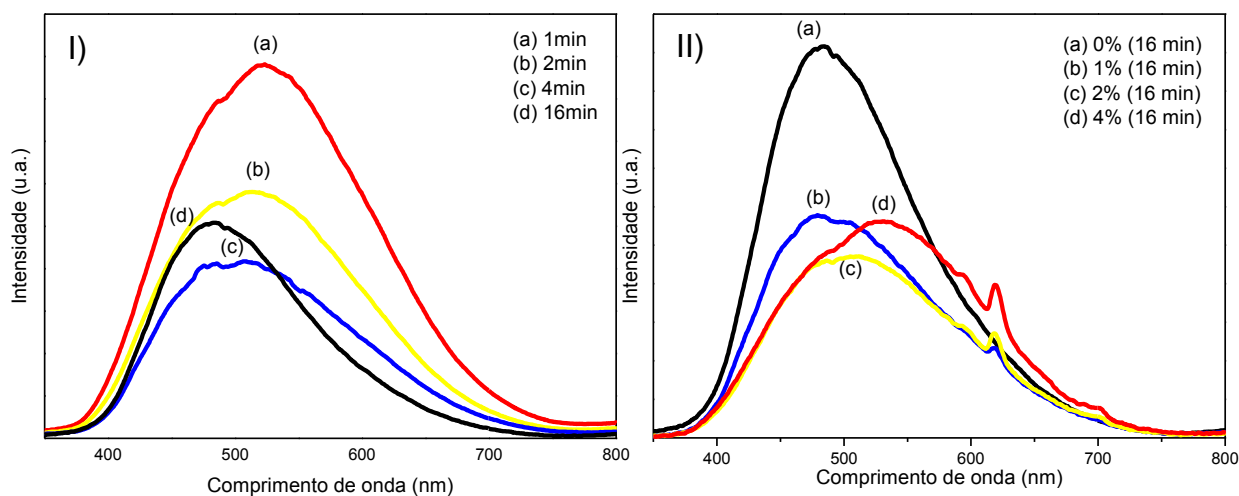 I)
(a)
(b)
(d)
(c)
(a) 1min
(b) 2min
(c) 4min
(d) 16min
Intensidade (u.a.)
400 500 600 700 800
Comprimento de onda (nm)
II)
(a)
(b)
(d)
(c)
(a) 0% (16 min)
(b) 1% (16 min)
(c) 2% (16 min)
(d) 4% (16 min)
Intensidade (u.a.)
400 500 600 700 800
Comprimento de onda (nm)